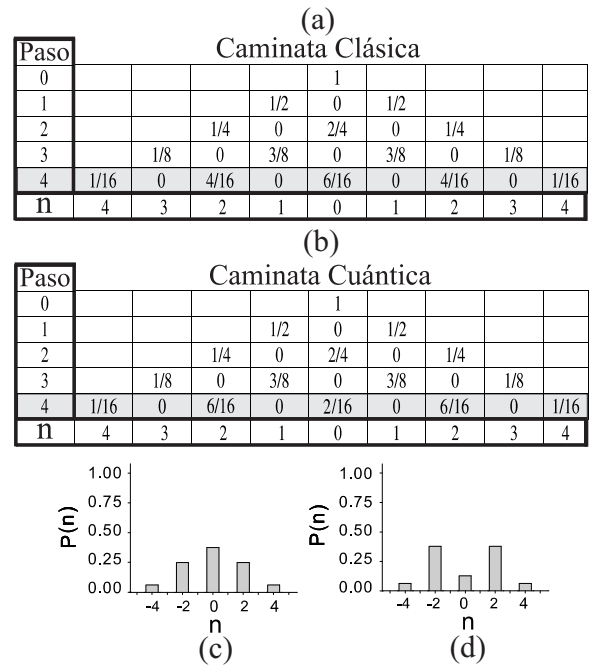 (a)
Paso Caminata Clásica
0 1
1 1/2 0 1/2
2 1/4 0 2/4 0 1/4
3 1/8 0 3/8 0 3/8 0 1/8
4 1/16 0 4/16 0 6/16 0 4/16 0 1/16
n 4 3 2 1 0 1 2 3 4
(b)
Paso Caminata Cuántica
0 1
1 1/2 0 1/2
2 1/4 0 2/4 0 1/4
3 1/8 0 3/8 0 3/8 0 1/8
4 1/16 0 6/16 0 2/16 0 6/16 0 1/16
n 4 3 2 1 0 1 2 3 4
P(n)
1.00
0.75
0.50
0.25
0.00
-4 -2 0 2 4
n
(c)
P(n)
1.00
0.75
0.50
0.25
0.00
-4 -2 0 2 4
n
(d)